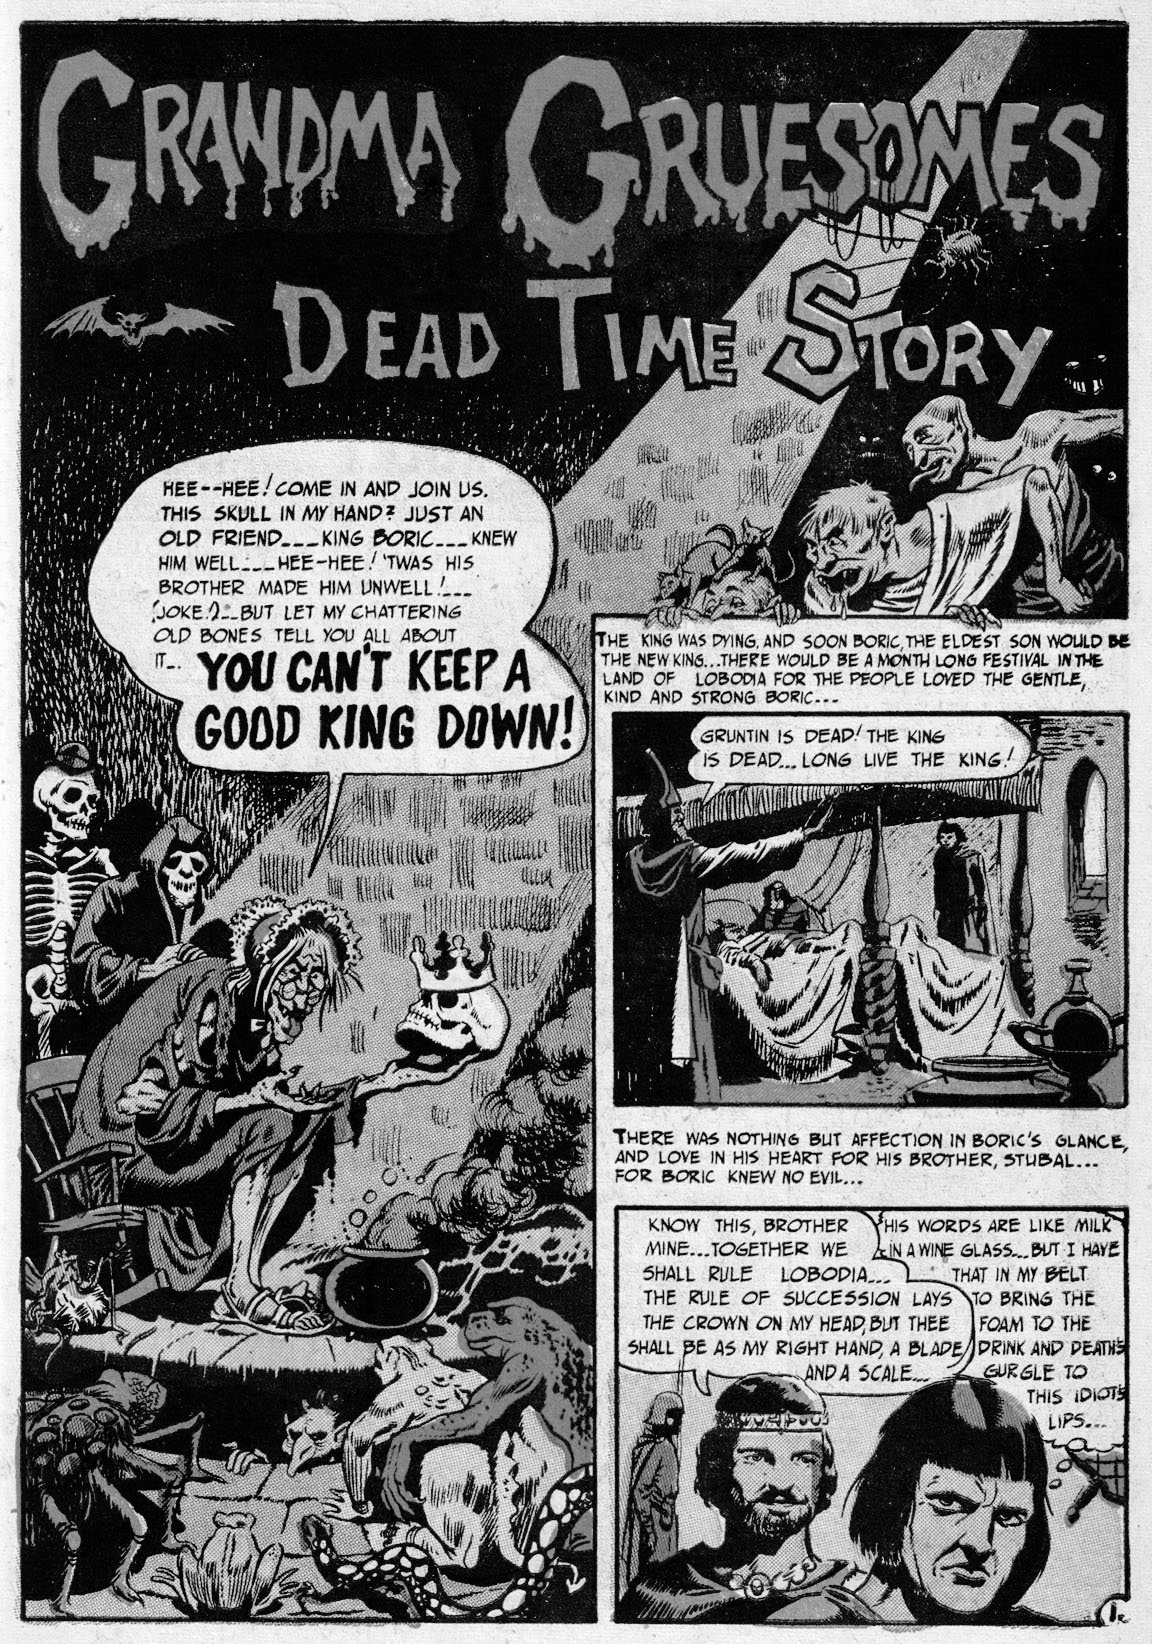 GRANDMA GRUESOMES
DEAD TIME STORY
HEE--HEE! COME IN AND JOIN US.
THIS SKULL IN MY HAND? JUST AN
OLD FRIEND___KING BORIC___KNEW
HIM WELL___HEE-HEE! 'TWAS HIS
BROTHER MADE HIM UNWELL!___
(JOKE.)__BUT LET MY CHATTERING
OLD BONES TELL YOU ALL ABOUT
IT_. YOU CAN'T KEEP A
GOOD KING DOWN!
THE KING WAS DYING, AND SOON BORIC, THE ELDEST SON WOULD BE
THE NEW KING...THERE WOULD BE A MONTH LONG FESTIVAL IN THE
LAND OF LOBODIA FOR THE PEOPLE LOVED THE GENTLE,
KIND AND STRONG BORIC...
GRUNTIN IS DEAD! THE KING
IS DEAD... LONG LIVE THE KING!
THERE WAS NOTHING BUT AFFECTION IN BORIC'S GLANCE,
AND LOVE IN HIS HEART FOR HIS BROTHER, STUBAL...
FOR BORIC KNEW NO EVIL...
KNOW THIS, BROTHER
MINE...TOGETHER WE
SHALL RULE LOBODIA...
THE RULE OF SUCCESSION LAYS
THE CROWN ON MY HEAD, BUT THEE
SHALL BE AS MY RIGHT HAND, A BLADE
AND A SCALE...
HIS WORDS ARE LIKE MILK
IN A WINE GLASS...BUT I HAVE
THAT IN MY BELT
TO BRING THE
FOAM TO THE
DRINK AND DEATH'S
GURGLE TO
THIS IDIOT'S
LIPS...
1